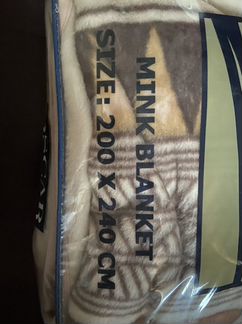 MINK BLANKET
SIZE: 200 X 240 CM